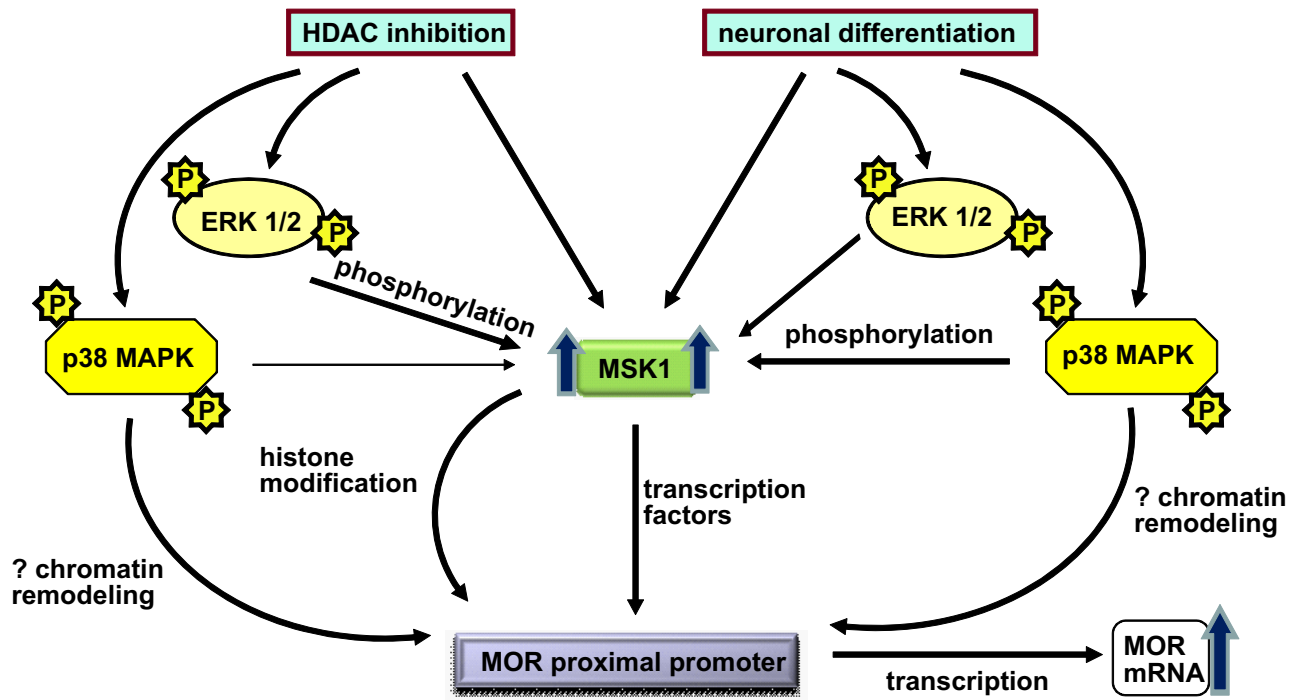 HDAC inhibition
neuronal differentiation
P
ERK 1/2
P
P
ERK 1/2
P
phosphorylation
P
p38 MAPK
P
MSK1
phosphorylation
P
p38 MAPK
P
histone
modification
transcription
factors
? chromatin
remodeling
? chromatin
remodeling
MOR proximal promoter
transcription
MOR
mRNA